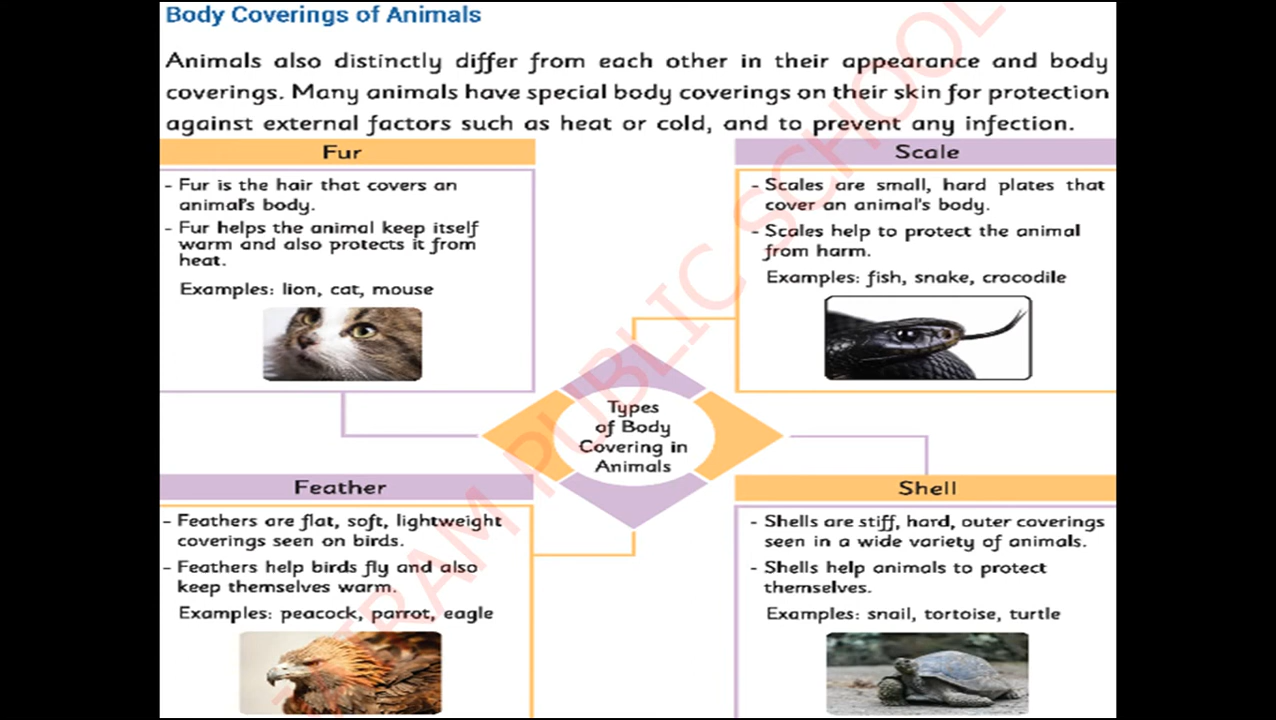 Body Coverings of Animals
Animals also distinctly differ from each other in their appearance and body
coverings. Many animals have special body coverings on their skin for protection
against external factors such as heat or cold, and to prevent any infection.
Fur
- Fur is the hair that covers an
animal's body.
- Fur helps the animal keep itself
warm and also protects it from
heat.
Examples: lion, cat, mouse
Scale
- Scales are small, hard plates that
cover an animal's body.
- Scales help to protect the animal
from harm.
Examples: fish, snake, crocodile
Types
of Body
Covering in
Animals
Feather
- Feathers are flat, soft, lightweight
coverings seen on birds.
- Feathers help birds fly and also
keep themselves warm.
Examples: peacock, parrot, eagle
Shell
- Shells are stiff, hard, outer coverings
seen in a wide variety of animals.
- Shells help animals to protect
themselves.
Examples: snail, tortoise, turtle
PUBLIC SCHOOL